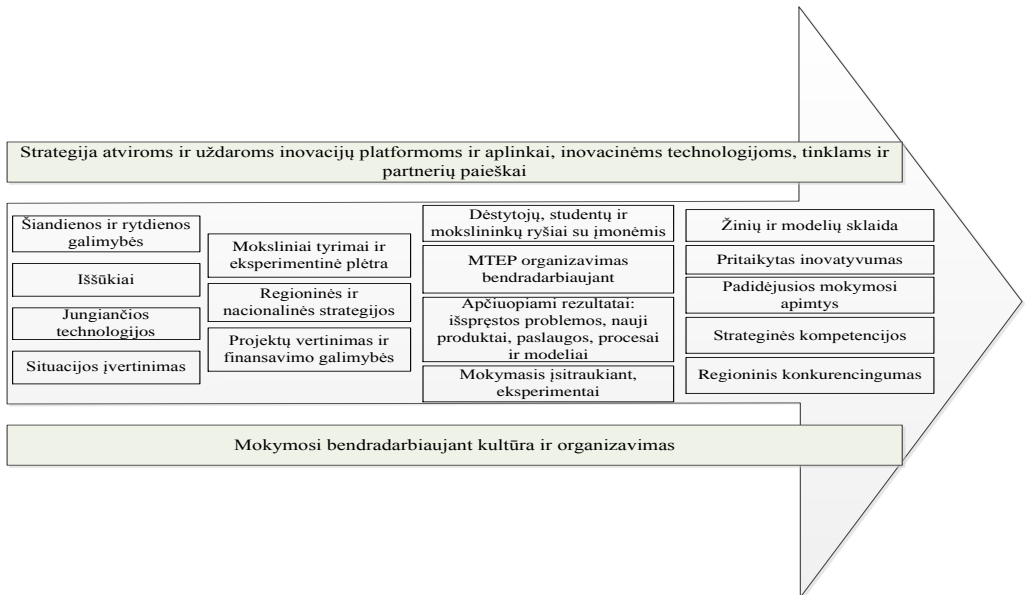 Strategija atviroms ir uždaroms inovacijų platformoms ir aplinkai, inovacinėms technologijoms, tinklams ir
partnerių paieškai
Šiandienos ir rytdienos
galimybės
Iššūkiai
Jungiančios
technologijos
Situacijos įvertinimas
Moksliniai tyrimai ir
eksperimentinė plėtra
Regioninės ir
nacionalinės strategijos
Projektų vertinimas ir
finansavimo galimybės
Dėstytojų, studentų ir
mokslininkų ryšiai su įmonėmis
MTEP organizavimas
bendradarbiaujant
Apčiuopiami rezultatai:
išspręstos problemos, nauji
produktai, paslaugos, procesai
ir modeliai
Mokymasis įsitraukiant,
eksperimentai
Žinių ir modelių sklaida
Pritaikytas inovatyvumas
Padidėjusios mokymosi
apimtys
Strateginės kompetencijos
Regioninis konkurencingumas
Mokymosi bendradarbiaujant kultūra ir organizavimas